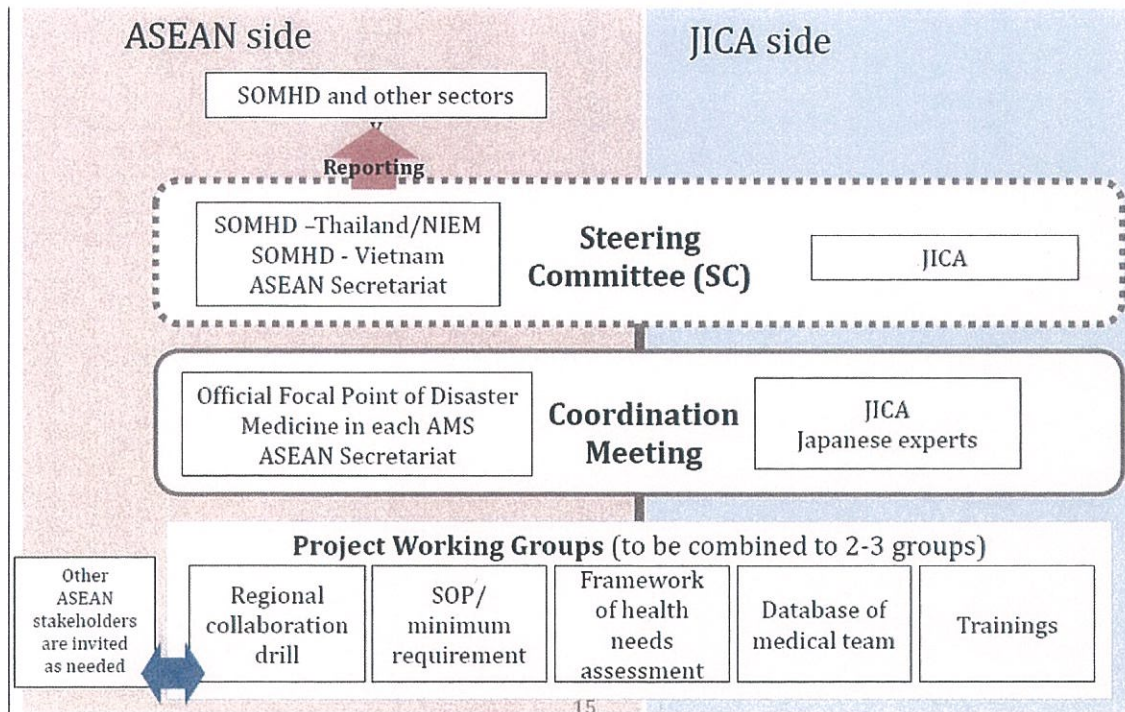 ASEAN side
JICA side
SOMHD and other sectors
Reporting
SOMHD –Thailand/NIEM
SOMHD - Vietnam
ASEAN Secretariat
Steering
Committee (SC)
JICA
Official Focal Point of Disaster
Medicine in each AMS
ASEAN Secretariat
Coordination
Meeting
JICA
Japanese experts
Project Working Groups (to be combined to 2-3 groups)
Other
ASEAN
stakeholders
are invited
as needed
Regional
collaboration
drill
SOP/
minimum
requirement
Framework
of health
needs
assessment
Database of
medical team
Trainings
15